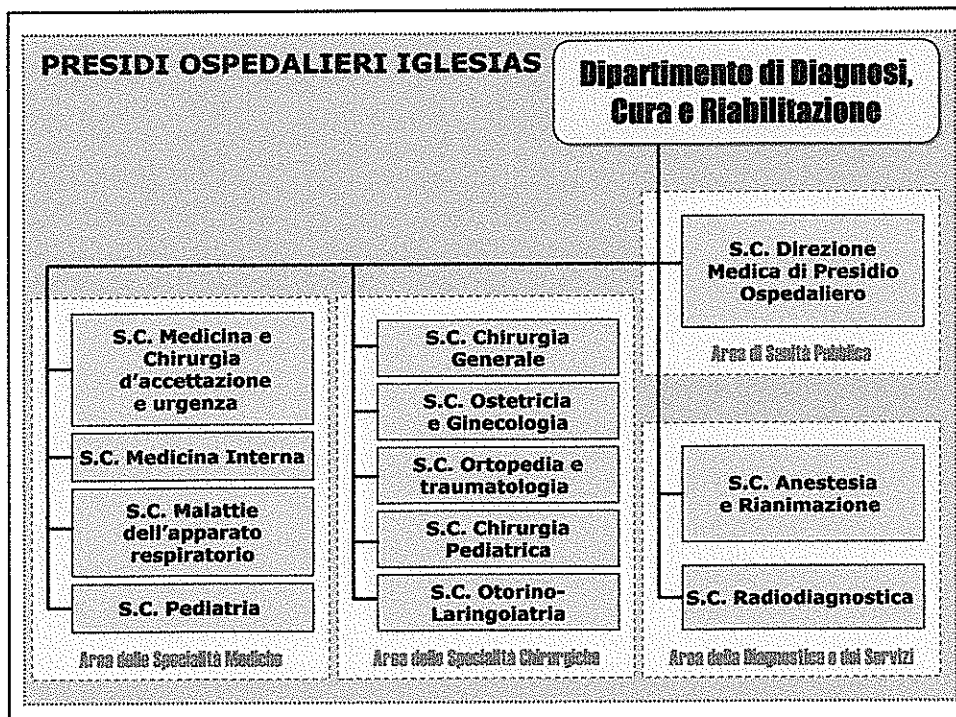 PRESIDI OSPEDALIERI IGLESIAS
Dipartimento di Diagnosi,
Cura e Riabilitazione
S.C. Direzione
Medica di Presidio
Ospedaliero
Area di Sanità Pubblica
S.C. Medicina e
Chirurgia
d'accettazione
e urgenza
S.C. Medicina Interna
S.C. Malattie
dell'apparato
respiratorio
S.C. Pediatria
Area delle Specialità Mediche
S.C. Chirurgia
Generale
S.C. Ostetricia
e Ginecologia
S.C. Ortopedia e
traumatologia
S.C. Chirurgia
Pediatrica
S.C. Otorino-
Laringoiatria
Area delle Specialità Chirurgiche
S.C. Anestesia
e Rianimazione
S.C. Radiodiagnostica
Area della Diagnostica e dei Servizi